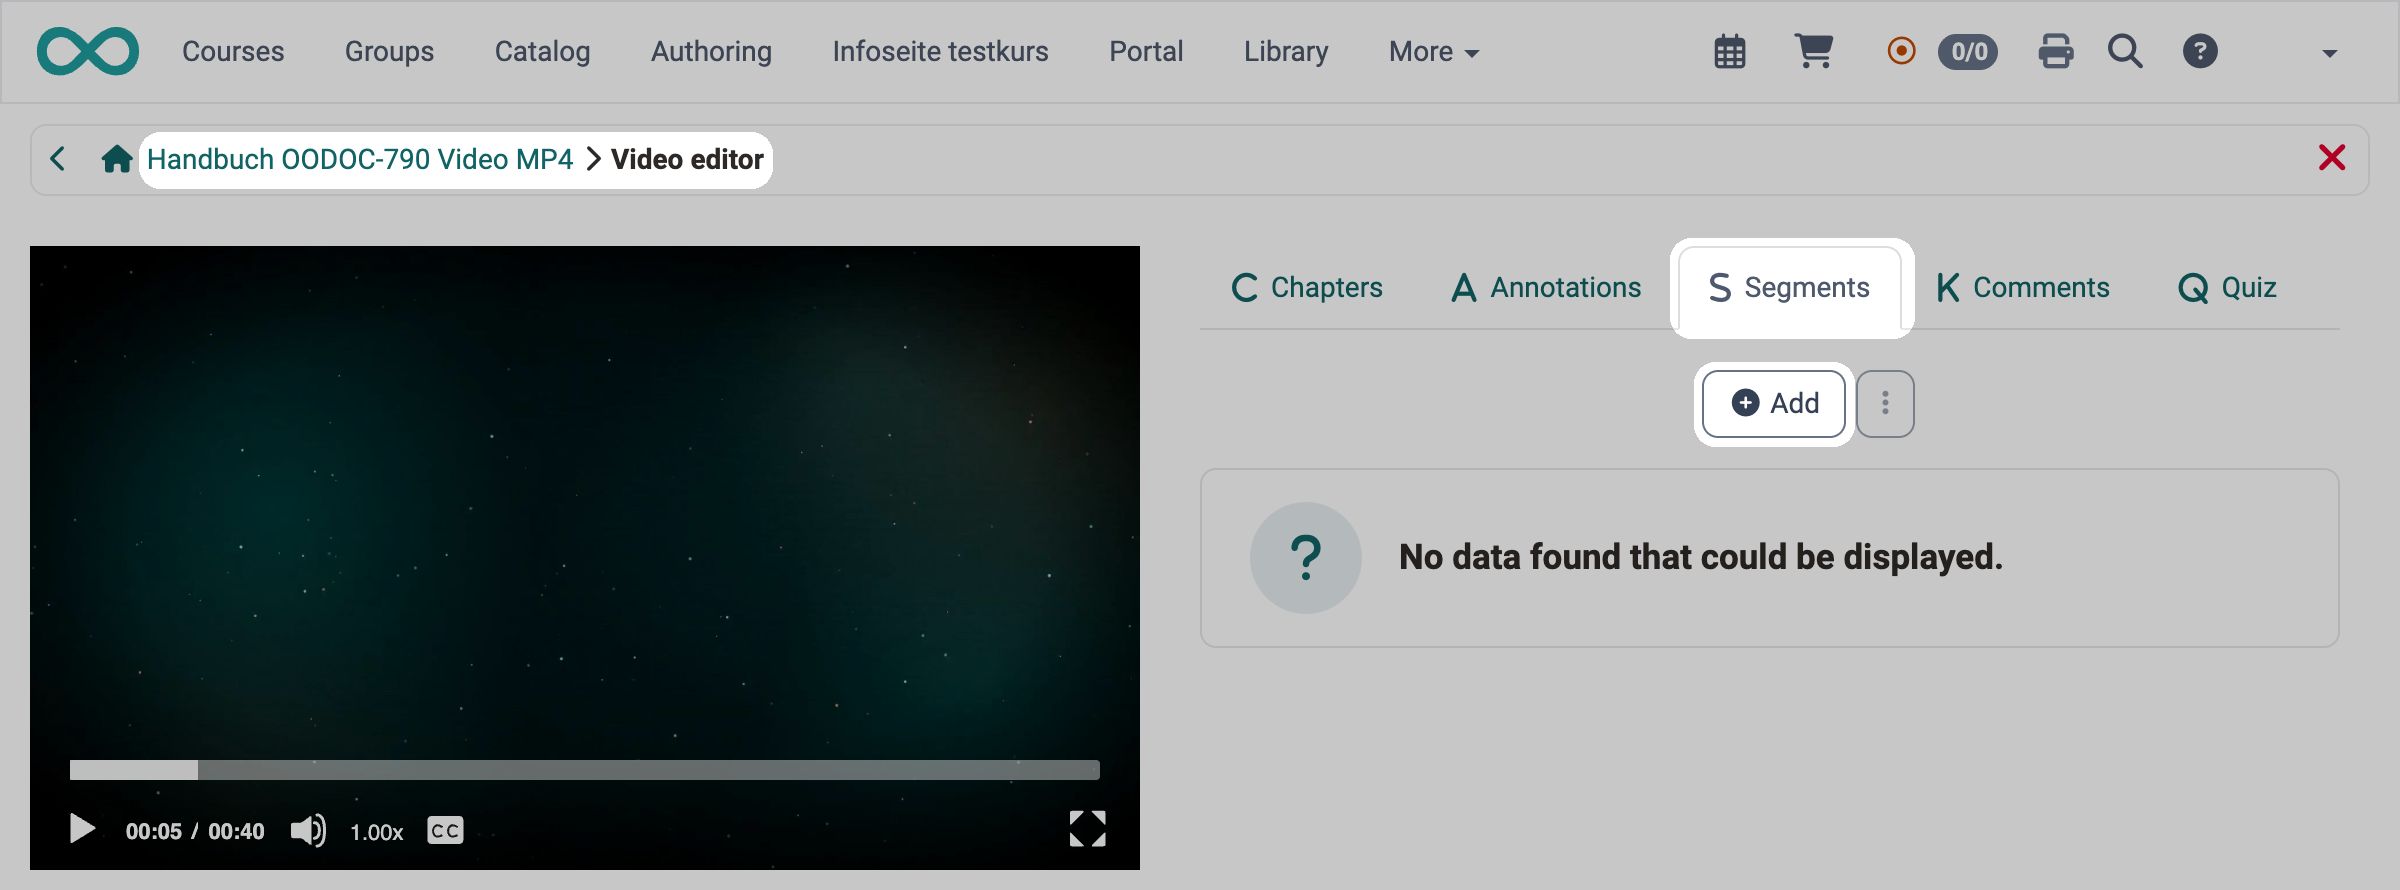 Courses Groups Catalog Authoring Infoseite testkurs Portal Library More 0/0 ?
Handbuch OODOC-790 Video MP4 > Video editor
C Chapters A Annotations S Segments K Comments Q Quiz
Add
? No data found that could be displayed.
00:05 / 00:40 1.00x CC